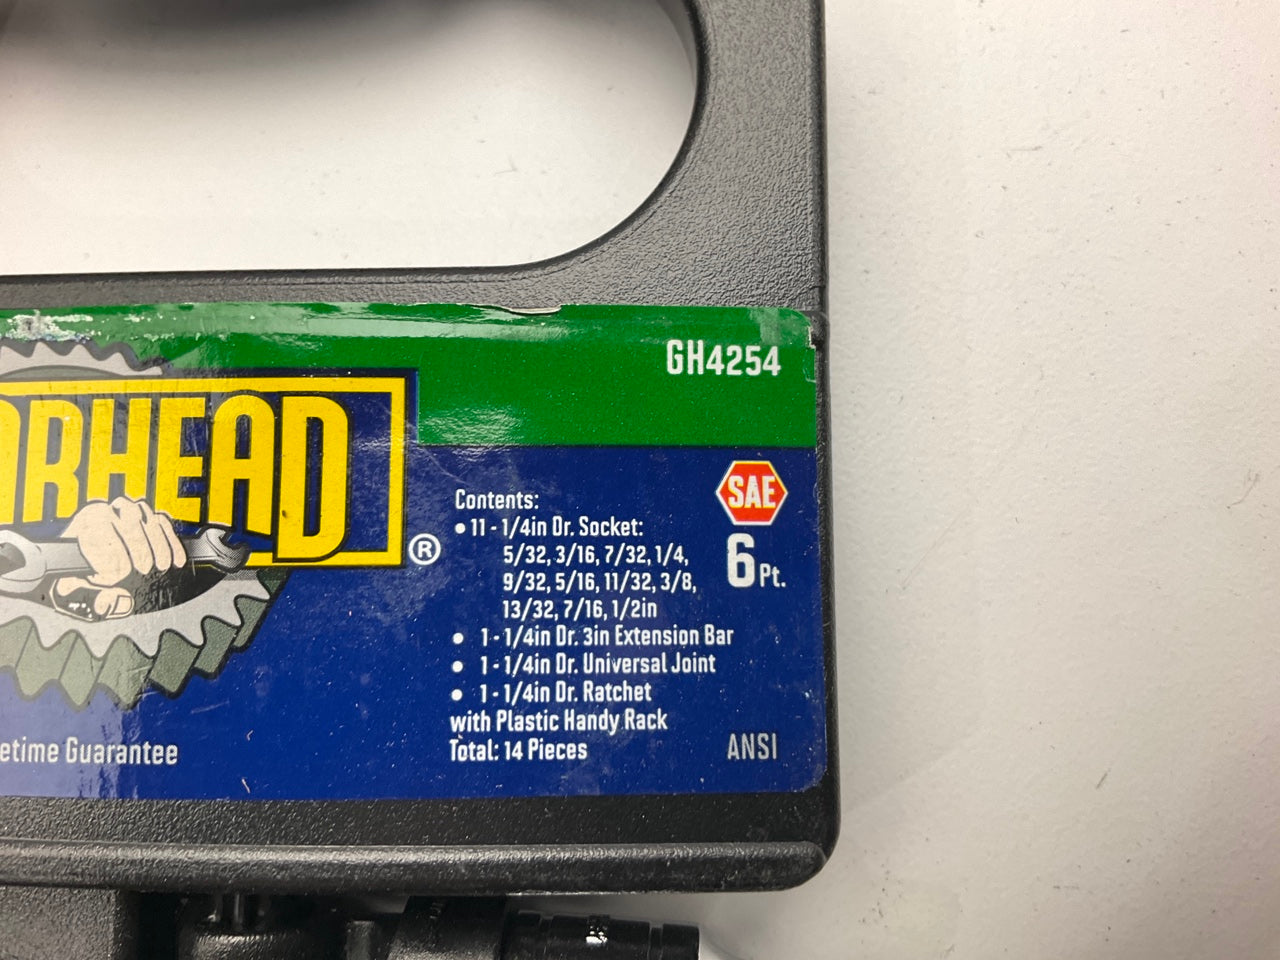 GH4254
ARHEAD®
SAE
6 Pt.
Contents:
• 11 - 1/4in Dr. Socket:
5/32, 3/16, 7/32, 1/4,
9/32, 5/16, 11/32, 3/8,
13/32, 7/16, 1/2in
• 1 - 1/4in Dr. 3in Extension Bar
• 1 - 1/4in Dr. Universal Joint
• 1 - 1/4in Dr. Ratchet
with Plastic Handy Rack
Total: 14 Pieces
etime Guarantee
ANSI